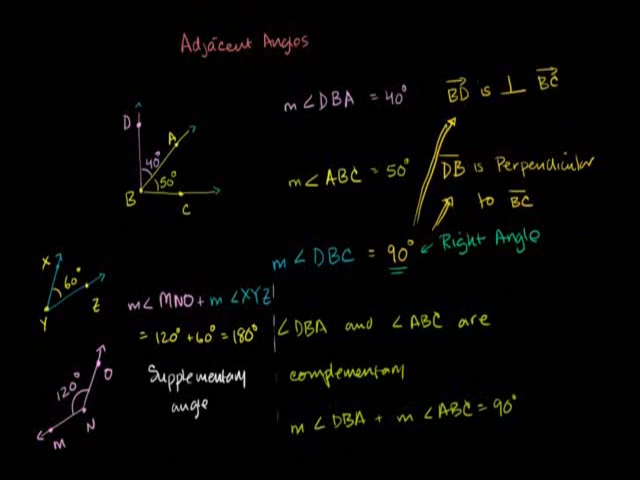 Adjacent Angles
m∠DBA = 40°
BD is ⊥ BC
D
A
40°
50°
B
C
m∠ABC = 50°
DB is Perpendicular
to BC
m∠DBC = 90° ← Right Angle
X
60°
Y
Z
m∠MNO + m∠XYZ
= 120° + 60° = 180°
∠DBA and ∠ABC are
120°
O
N
M
Supplementary
angle
complementary
m∠DBA + m∠ABC = 90°